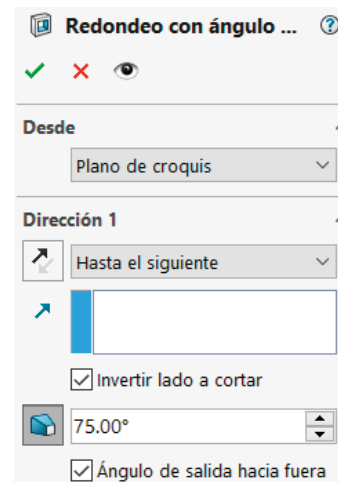 Redondeo con ángulo ...
Desde
Plano de croquis
Dirección 1
Hasta el siguiente
Invertir lado a cortar
75.00°
Ángulo de salida hacia fuera